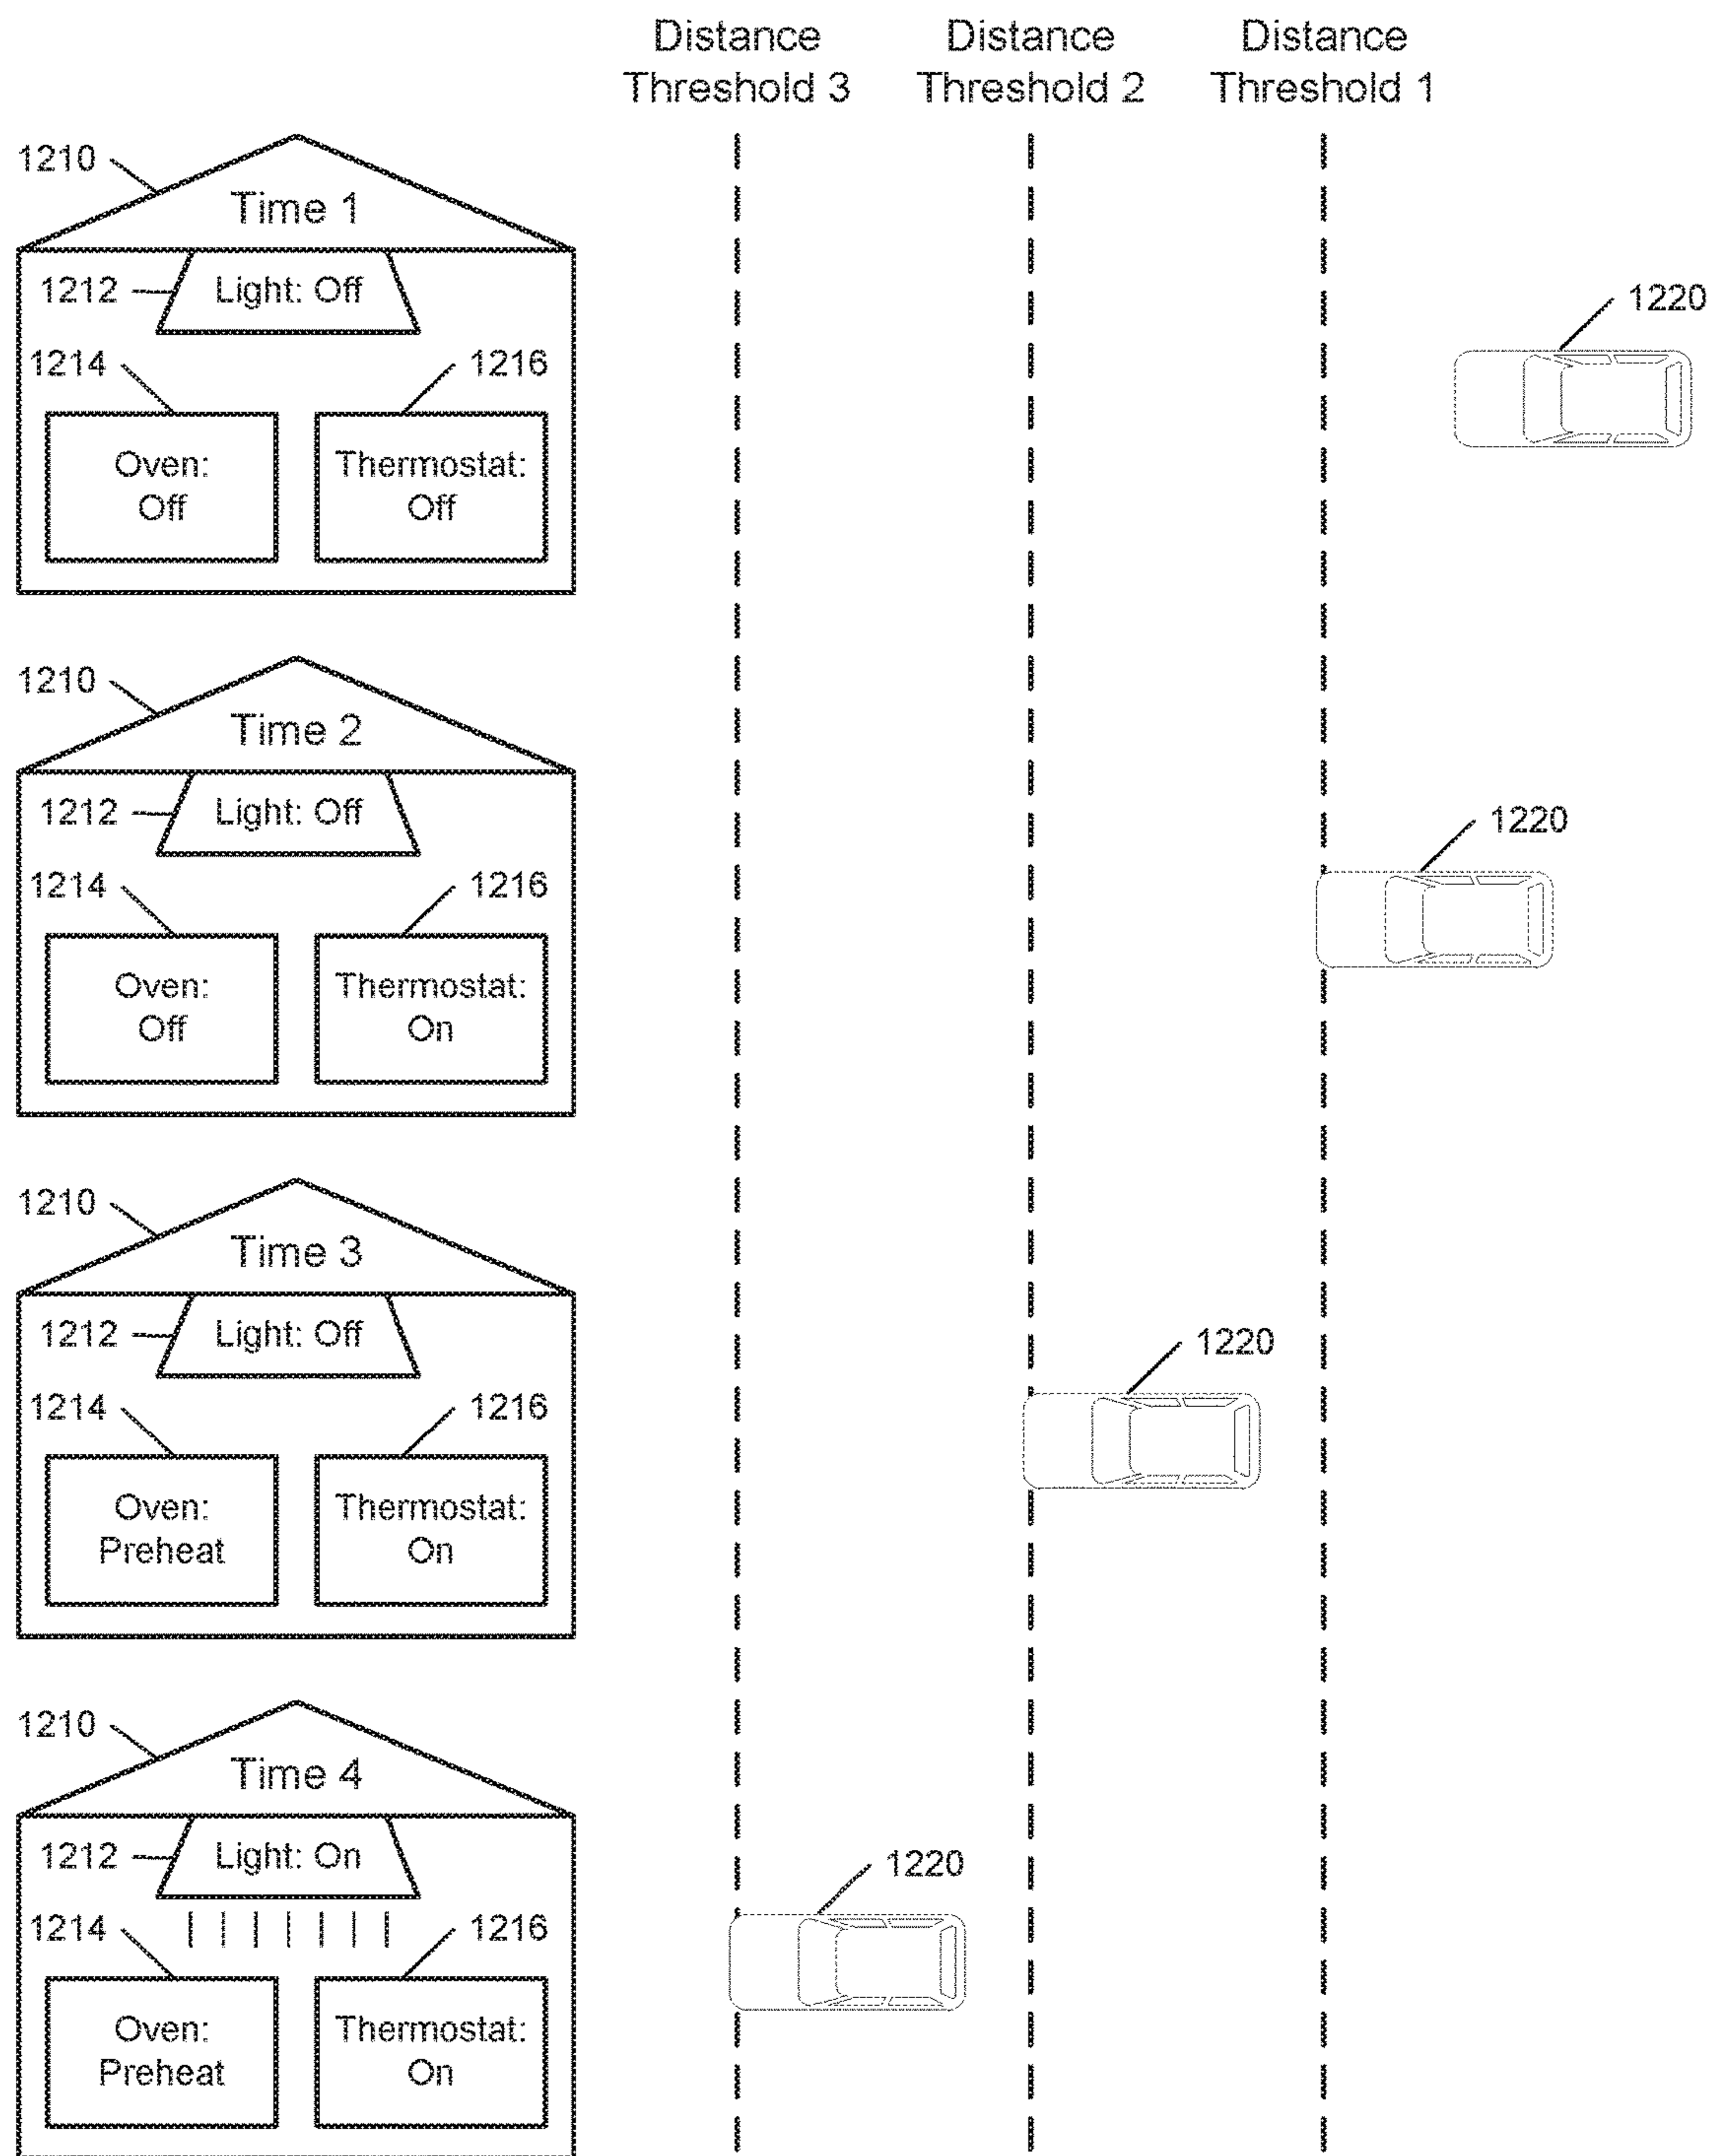 Distance
Threshold 3
Distance
Threshold 2
Distance
Threshold 1
1210
Time 1
1212
Light: Off
1220
1214
1216
Oven:
Off
Thermostat:
Off
1210
Time 2
1212
Light: Off
1220
1214
1216
Oven:
Off
Thermostat:
On
1210
Time 3
1212
Light: Off
1220
1214
1216
Oven:
Preheat
Thermostat:
On
1210
Time 4
1212
Light: On
1220
1214
1216
Oven:
Preheat
Thermostat:
On